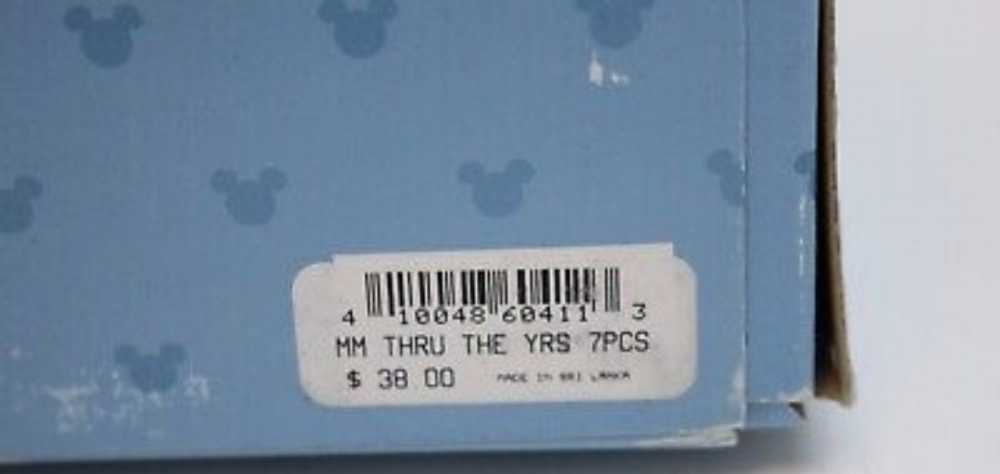 4 10048 60411 3
MM THRU THE YRS 7PCS
$ 38.00
MADE IN SRI LANKA